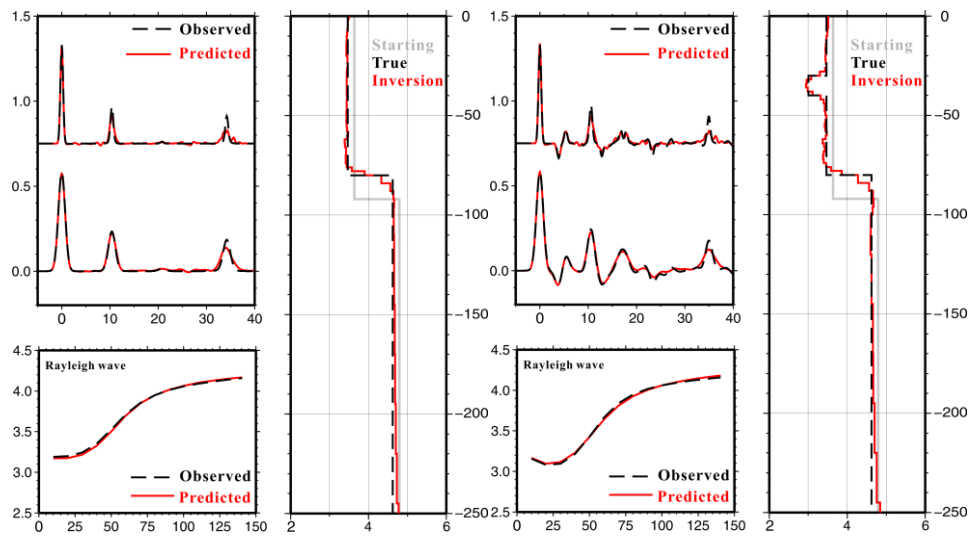 Observed
Predicted
1.5
1.0
0.5
0.0
0 10 20 30 40
Starting
True
Inversion
0
−50
−100
−150
−200
−250
2 4 6
Rayleigh wave
4.5
4.0
3.5
3.0
2.5
Observed
Predicted
0 25 50 75 100 125 150
Observed
Predicted
1.5
1.0
0.5
0.0
0 10 20 30 40
Starting
True
Inversion
0
−50
−100
−150
−200
−250
2 4 6
Rayleigh wave
4.5
4.0
3.5
3.0
2.5
Observed
Predicted
0 25 50 75 100 125 150